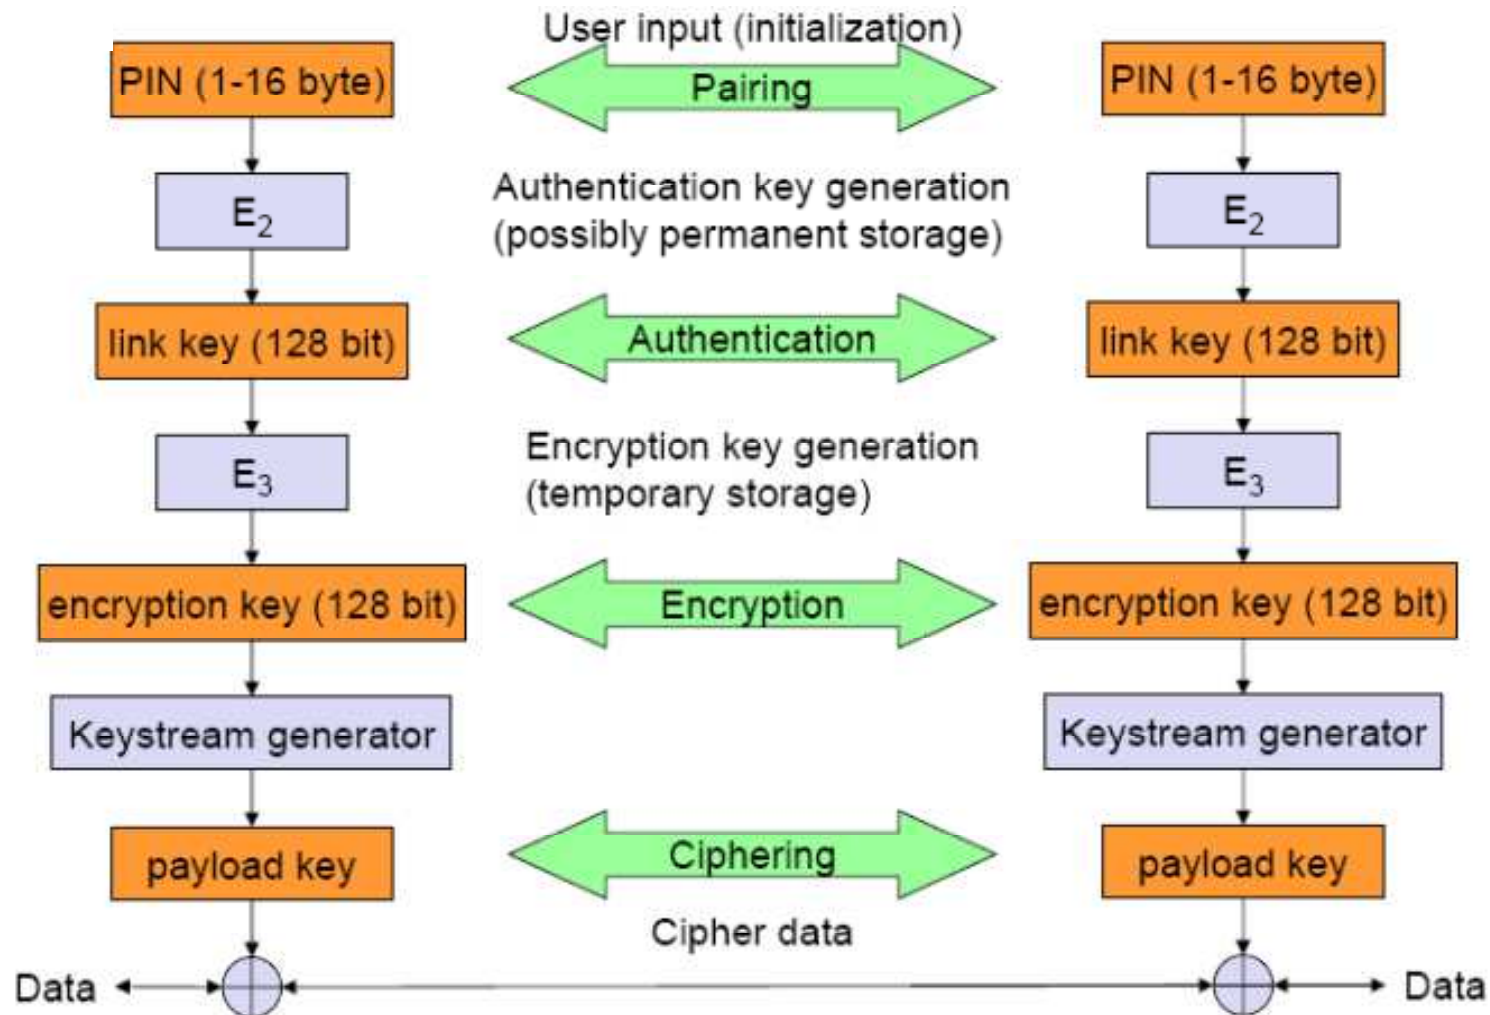 User input (initialization)
PIN (1-16 byte)
Pairing
PIN (1-16 byte)
E2
Authentication key generation
(possibly permanent storage)
E2
link key (128 bit)
Authentication
link key (128 bit)
E3
Encryption key generation
(temporary storage)
E3
encryption key (128 bit)
Encryption
encryption key (128 bit)
Keystream generator
Keystream generator
payload key
Ciphering
payload key
Cipher data
Data
Data